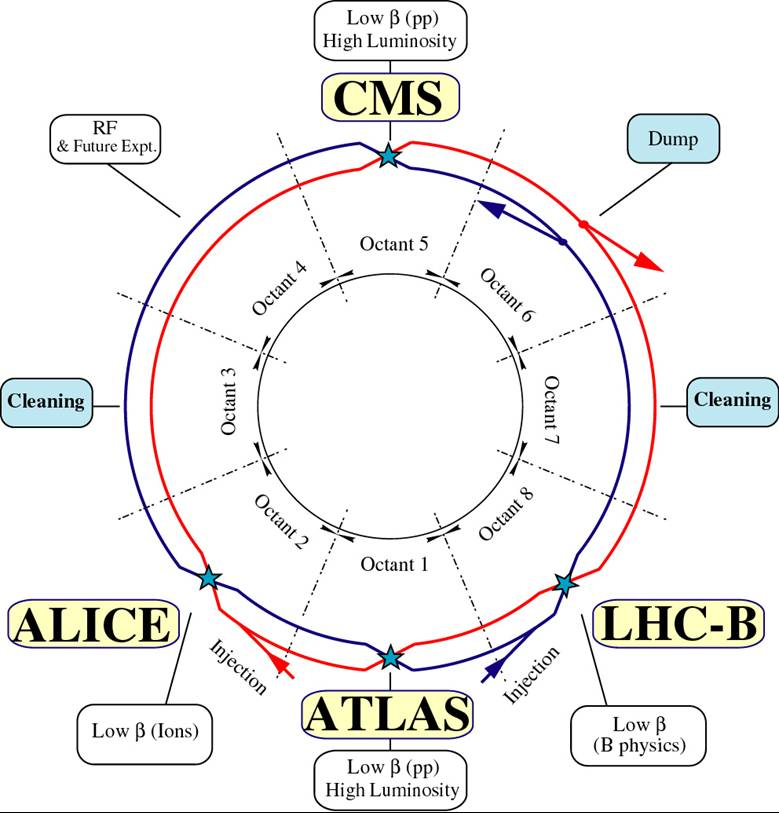 Low β (pp)
High Luminosity
CMS
RF
& Future Expt.
Dump
Octant 5
Octant 4
Octant 6
Cleaning
Octant 3
Octant 7
Cleaning
Octant 2
Octant 8
Octant 1
ALICE
LHC-B
Injection
Injection
ATLAS
Low β (Ions)
Low β
(B physics)
Low β (pp)
High Luminosity